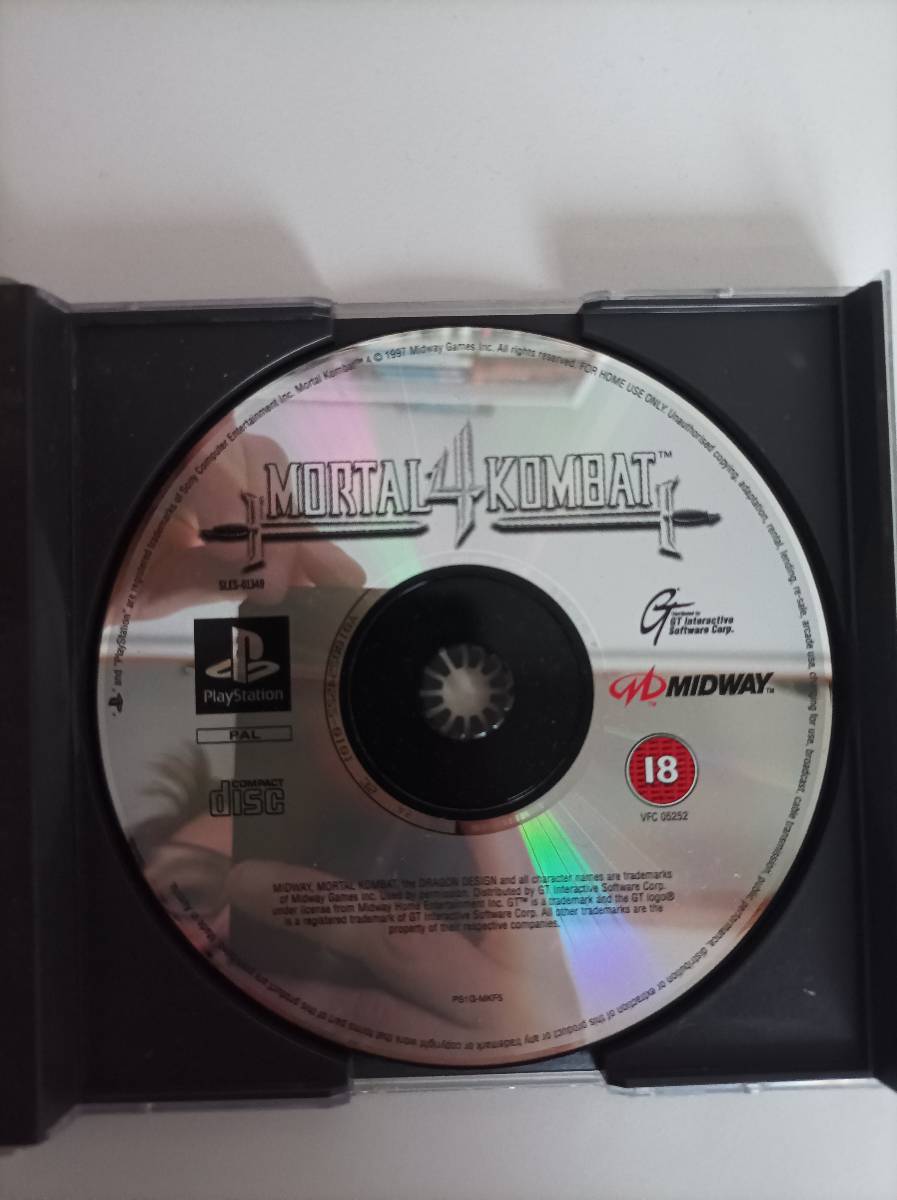 " and "PlayStation" are registered trademarks of Sony Computer Entertainment Inc. Mortal Kombat™ 4 © 1997 Midway Games Inc. All rights reserved. FOR HOME USE ONLY. Unauthorised copying, adaptation, rental, lending, re-sale, arcade use, charging for use, broadcast, cable transmission, public performance, distribution or extraction of this product or any trademark or copyright work that forms part of this product
MORTAL 4 KOMBAT™
SLES-01349
PlayStation
PAL
COMPACT
disc
GT
Distributed by
GT Interactive
Software Corp.
MIDWAY™
18
VFC 05252
MIDWAY, MORTAL KOMBAT, the DRAGON DESIGN and all character names are trademarks
of Midway Games Inc. Used by permission. Distributed by GT Interactive Software Corp.
under license from Midway Home Entertainment Inc. GT™ is a trademark and the GT logo®
is a registered trademark of GT Interactive Software Corp. All other trademarks are the
property of their respective companies.
PS1G-MKF5